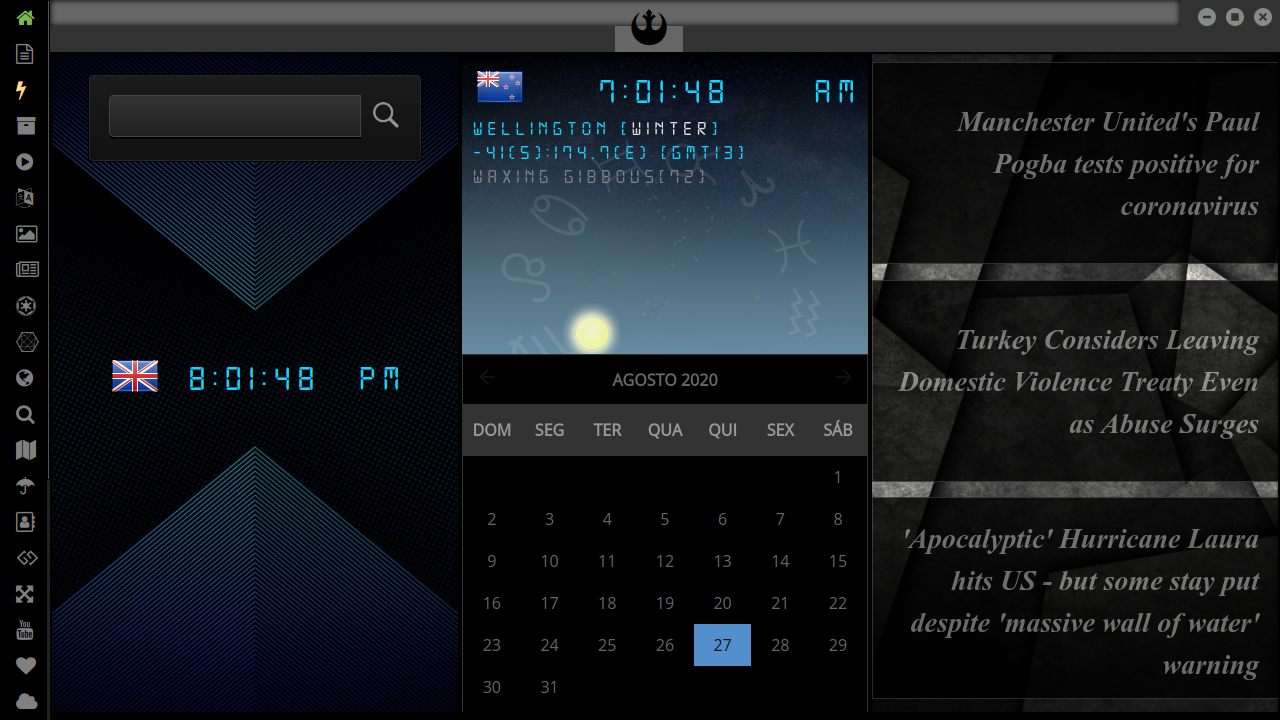 8:01:48 PM
7:01:48 AM
WELLINGTON [WINTER]
-41(S):174.7(E) [GMT13]
WAXING GIBBOUS[72]
AGOSTO 2020
DOM SEG TER QUA QUI SEX SÁB
1
2 3 4 5 6 7 8
9 10 11 12 13 14 15
16 17 18 19 20 21 22
23 24 25 26 27 28 29
30 31
Manchester United's Paul
Pogba tests positive for
coronavirus
Turkey Considers Leaving
Domestic Violence Treaty Even
as Abuse Surges
'Apocalyptic' Hurricane Laura
hits US - but some stay put
despite 'massive wall of water'
warning
You
Tube